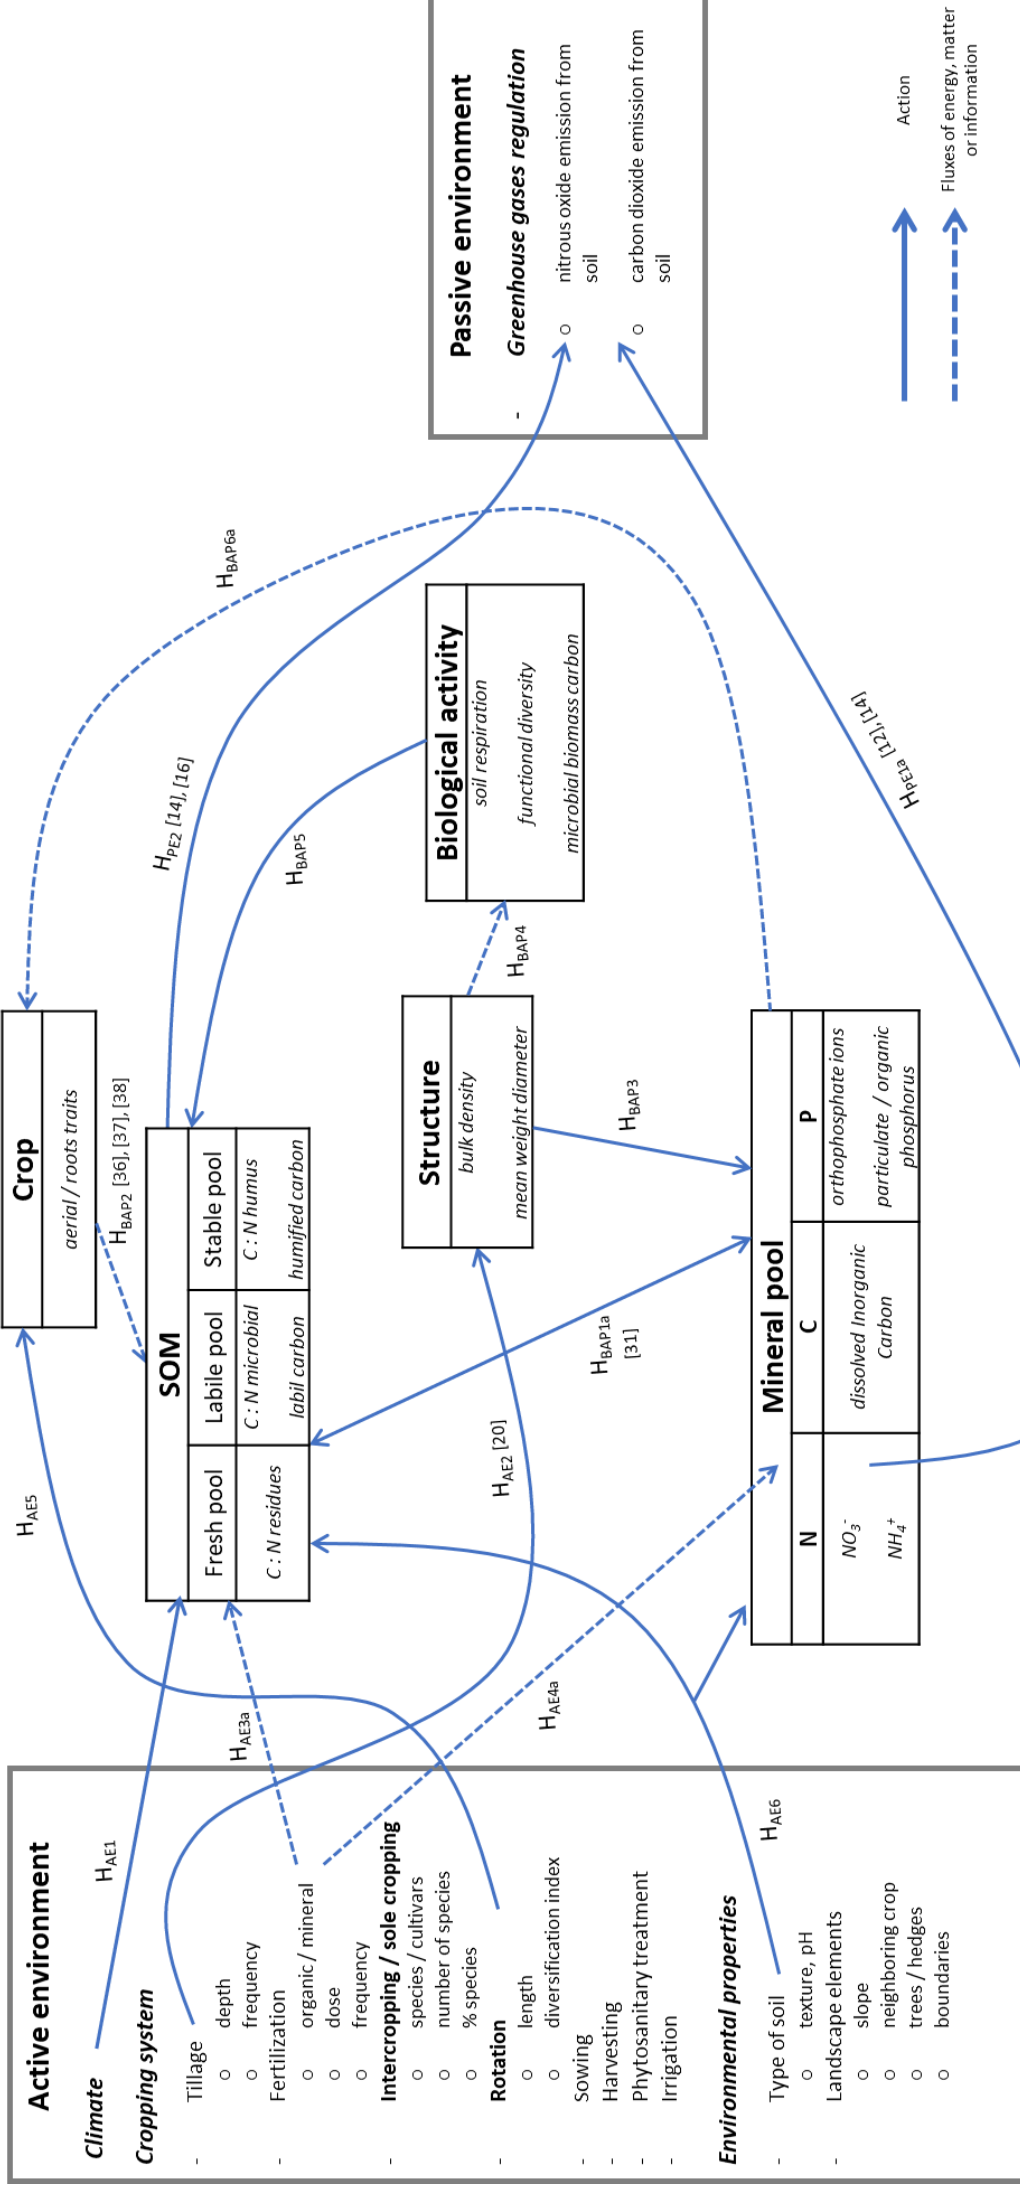 Active environment
Climate
Cropping system
- Tillage
○ depth
○ frequency
- Fertilization
○ organic / mineral
○ dose
○ frequency
- Intercropping / sole cropping
○ species / cultivars
○ number of species
○ % species
- Rotation
○ length
○ diversification index
- Sowing
- Harvesting
- Phytosanitary treatment
- Irrigation
Environmental properties
- Type of soil
○ texture, pH
- Landscape elements
○ slope
○ neighboring crop
○ trees / hedges
○ boundaries
HAE1
HAE5
HAE3a
HAE4a
HAE6
HAE2 [20]
Crop
aerial / roots traits
HBAP2 [36], [37], [38]
SOM
Fresh pool
Labile pool
Stable pool
C : N residues
C : N microbial
labil carbon
C : N humus
humified carbon
Structure
bulk density
mean weight diameter
HBAP1a
[31]
HBAP3
HBAP4
Mineral pool
N
C
P
NO3-
NH4+
dissolved Inorganic
Carbon
orthophosphate ions
particulate / organic
phosphorus
Biological activity
soil respiration
functional diversity
microbial biomass carbon
HBAP5
HPE2 [14], [16]
HBAP6a
HPE1a [12],[14]
Passive environment
- Greenhouse gases regulation
○ nitrous oxide emission from
soil
○ carbon dioxide emission from
soil
Action
Fluxes of energy, matter
or information